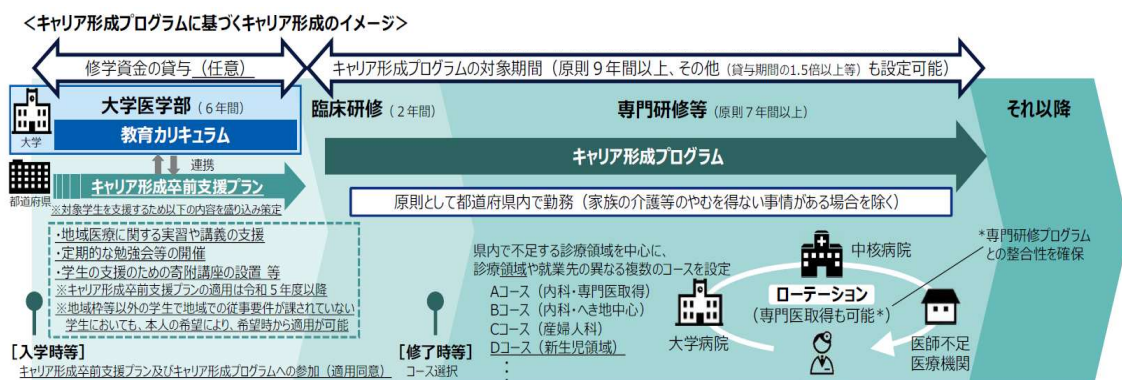 ＜キャリア形成プログラムに基づくキャリア形成のイメージ＞
修学資金の貸与（任意）
キャリア形成プログラムの対象期間（原則９年間以上、その他（貸与期間の1.5倍以上等）も設定可能）
大学
大学医学部（６年間）
教育カリキュラム
連携
都道府県
キャリア形成卒前支援プラン
※対象学生を支援するため以下の内容を盛り込み策定
・地域医療に関する実習や講義の支援
・定期的な勉強会等の開催
・学生の支援のための寄附講座の設置 等
※キャリア形成卒前支援プランの適用は令和５年度以降
※地域枠等以外の学生で地域での従事要件が課されていない
学生においても、本人の希望により、希望時から適用が可能
[入学時等]
キャリア形成卒前支援プラン及びキャリア形成プログラムへの参加（適用同意）
臨床研修（２年間）
専門研修等（原則７年間以上）
それ以降
キャリア形成プログラム
原則として都道府県内で勤務（家族の介護等のやむを得ない事情がある場合を除く）
県内で不足する診療領域を中心に、
診療領域や就業先の異なる複数のコースを設定
Aコース（内科・専門医取得）
Bコース（内科・へき地中心）
Cコース（産婦人科）
Dコース（新生児領域）
：
[修了時等]
コース選択
中核病院
＊専門研修プログラム
との整合性を確保
ローテーション
（専門医取得も可能＊）
大学病院
医師不足
医療機関